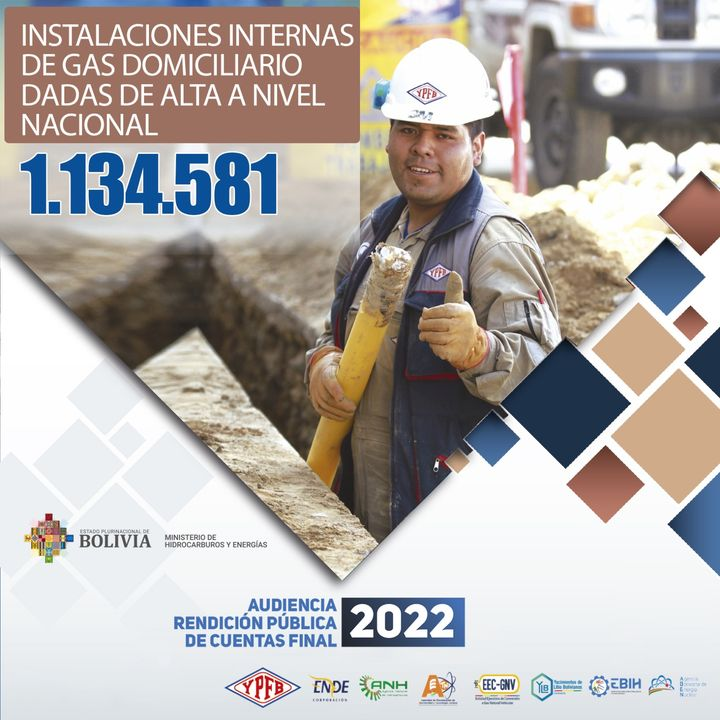 INSTALACIONES INTERNAS
DE GAS DOMICILIARIO
DADAS DE ALTA A NIVEL
NACIONAL
1.134.581
YPFB
YPFB
ESTADO PLURINACIONAL DE
BOLIVIA
MINISTERIO DE
HIDROCARBUROS Y ENERGÍAS
AUDIENCIA
RENDICIÓN PÚBLICA
DE CUENTAS FINAL
2022
YPFB
ENDE
CORPORACIÓN
ANH
EEC-GNV
YLB
Yacimientos de
Litio Bolivianos
EBIH
Agencia
Boliviana de
Energía
Nuclear